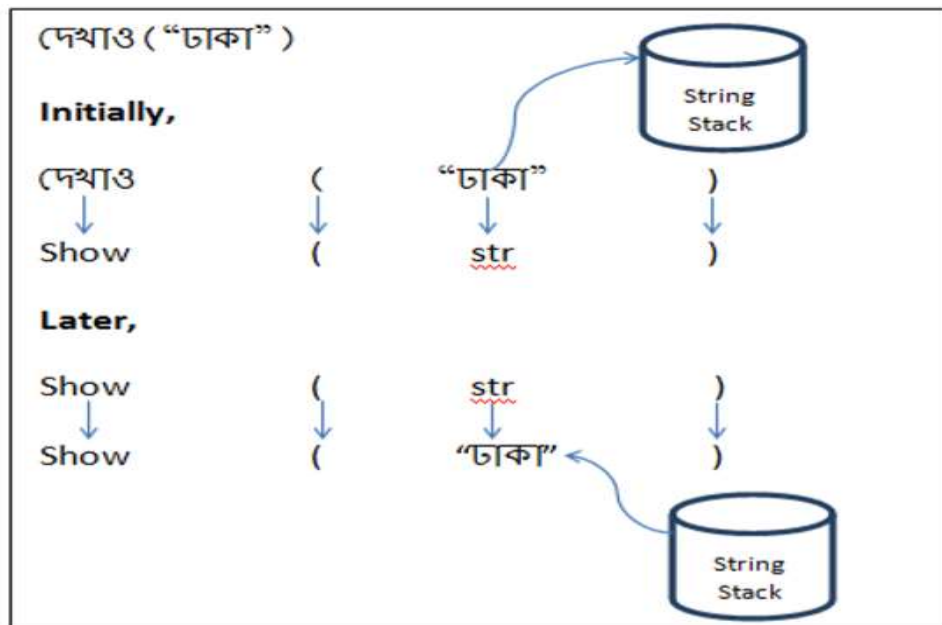 দেখাও ( “ঢাকা” )
String
Stack
Initially,
দেখাও ( “ঢাকা” )
Show ( str )
Later,
Show ( str )
Show ( “ঢাকা” )
String
Stack